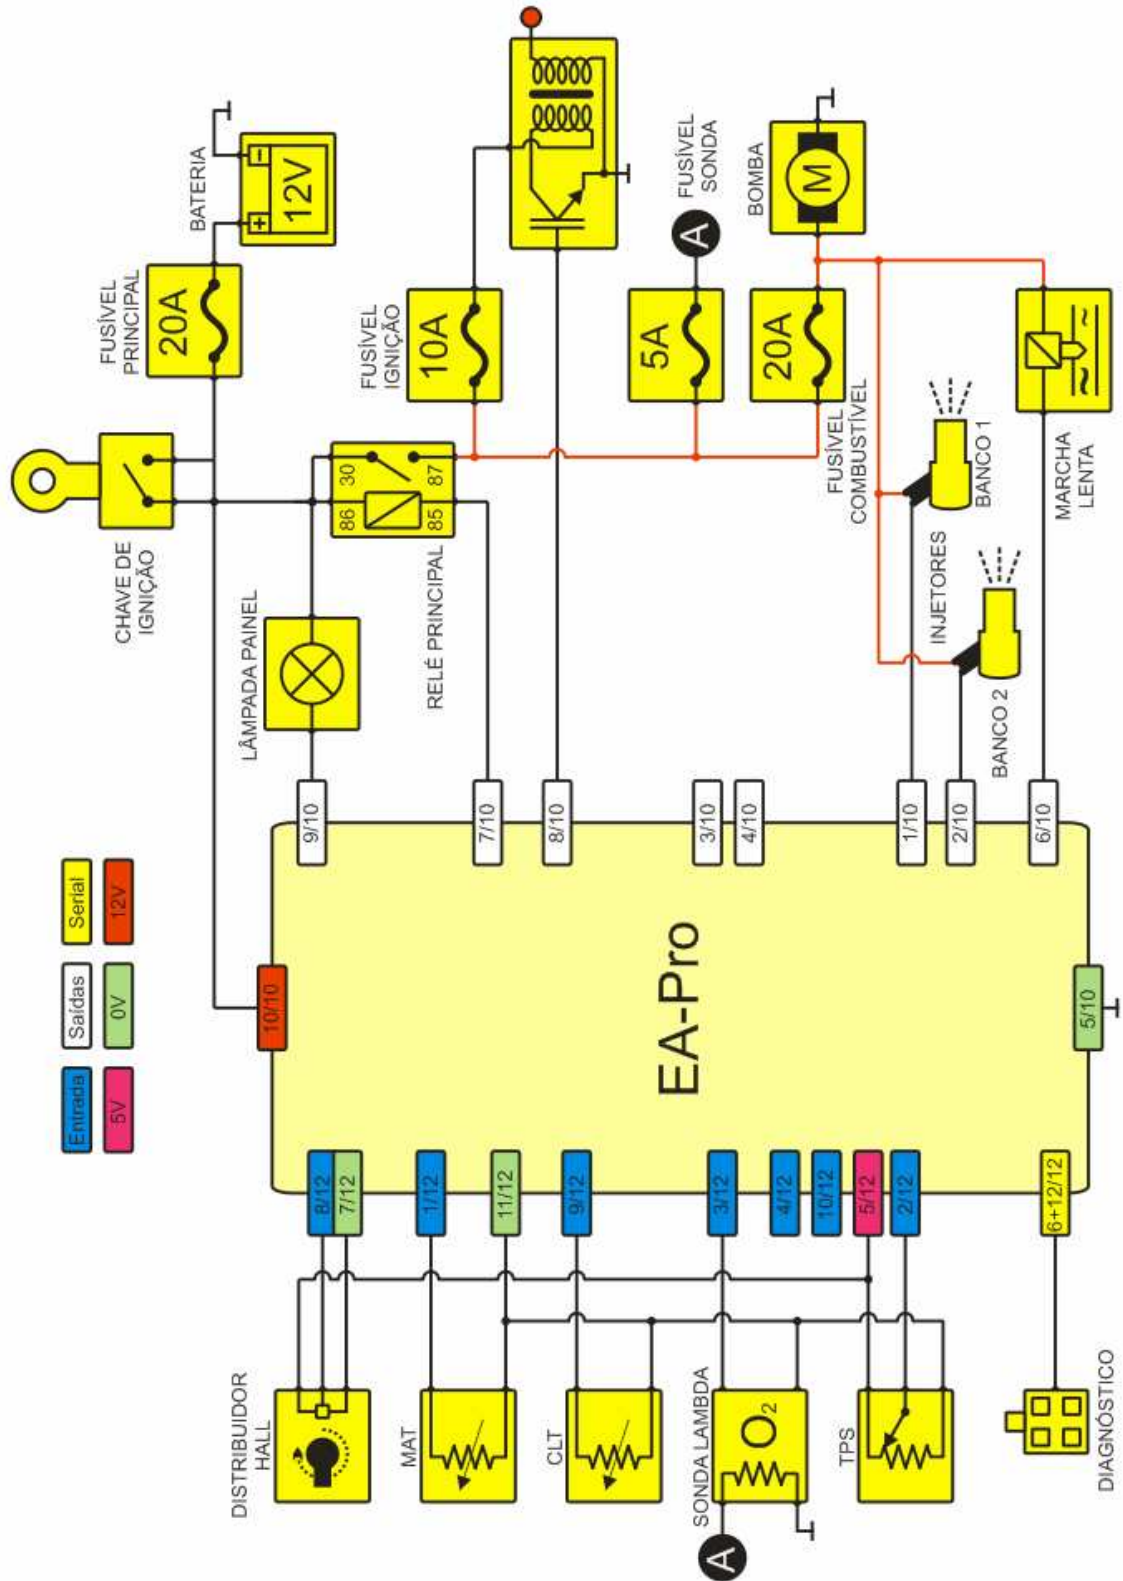 Entrada
Saídas
Serial
5V
0V
12V
CHAVE DE
IGNIÇÃO
FUSÍVEL
PRINCIPAL
20A
BATERIA
+
-
12V
LÂMPADA PAINEL
RELÉ PRINCIPAL
86
30
85
87
FUSÍVEL
IGNIÇÃO
10A
5A
A
FUSÍVEL
SONDA
20A
FUSÍVEL
COMBUSTÍVEL
BOMBA
M
INJETORES
BANCO 1
BANCO 2
MARCHA
LENTA
~
~
10/10
9/10
7/10
8/10
3/10
4/10
1/10
2/10
6/10
5/10
EA-Pro
8/12
7/12
1/12
11/12
9/12
3/12
4/12
10/12
5/12
2/12
6+12/12
DISTRIBUIDOR
HALL
MAT
CLT
SONDA LAMBDA
O₂
A
TPS
DIAGNÓSTICO